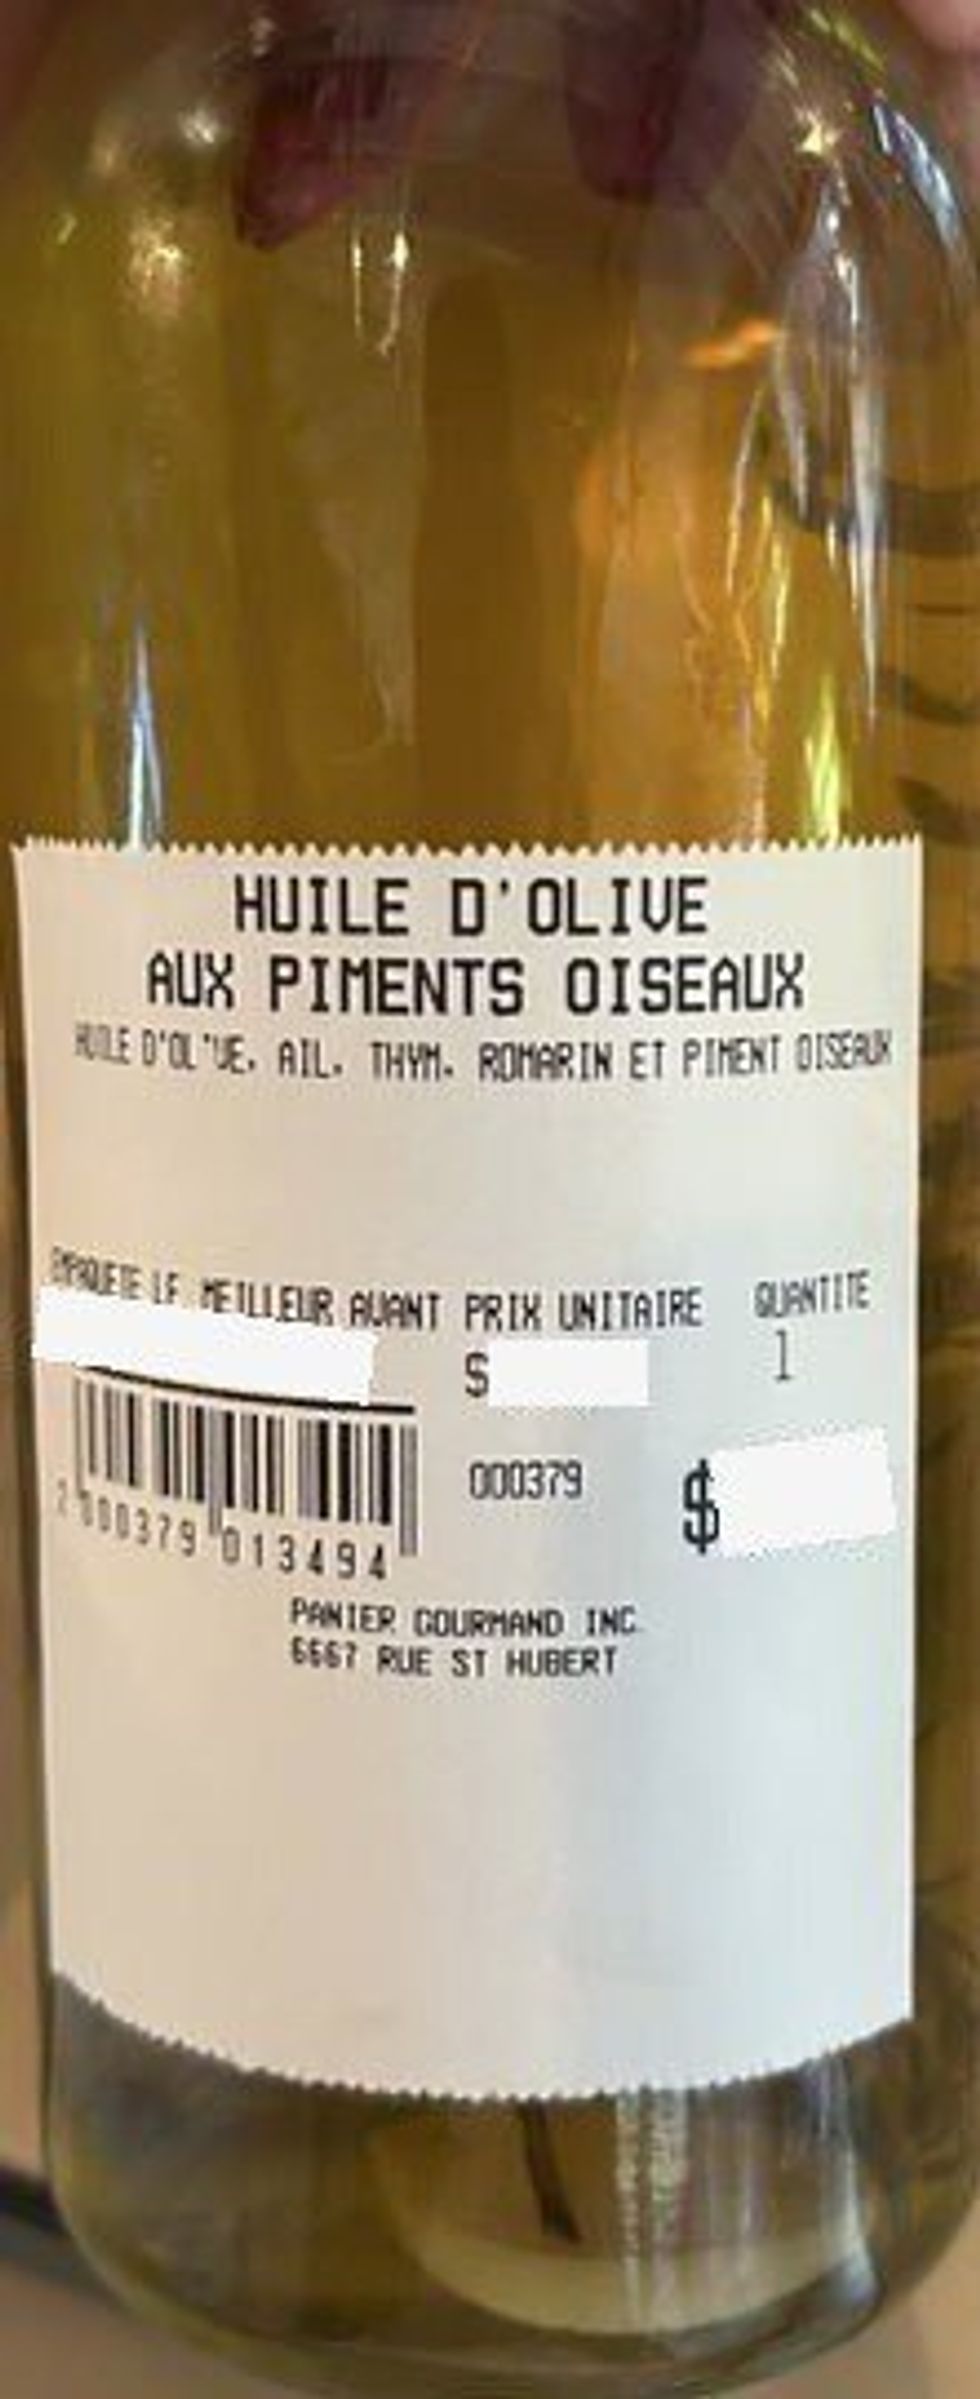 HUILE D'OLIVE
AUX PIMENTS OISEAUX
HUILE D'OL'VE, AIL, THYM, ROMARIN ET PIMENT OISEAUX
EMPAQUETE LE MEILLEUR AVANT PRIX UNITAIRE QUANTITE
$ 1
000379 $
2 000379 013494
PANIER GOURMAND INC
6667 RUE ST HUBERT